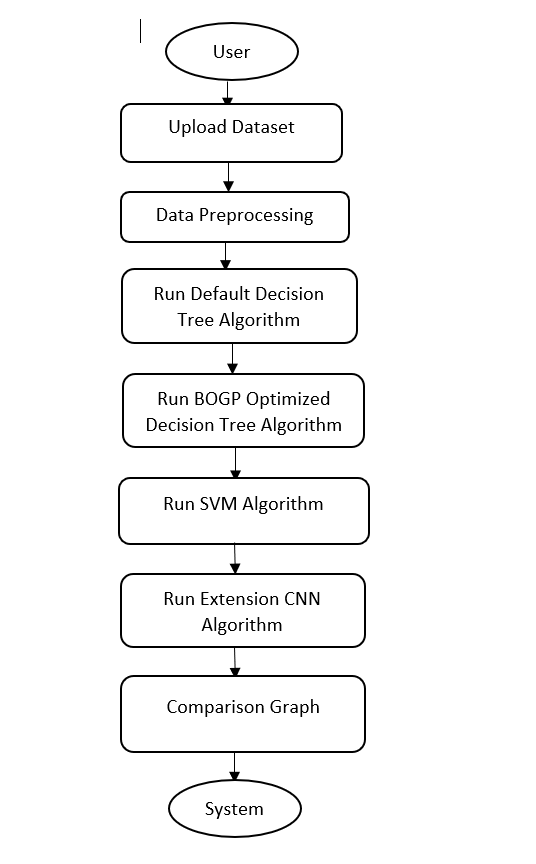 User
Upload Dataset
Data Preprocessing
Run Default Decision
Tree Algorithm
Run BOGP Optimized
Decision Tree Algorithm
Run SVM Algorithm
Run Extension CNN
Algorithm
Comparison Graph
System